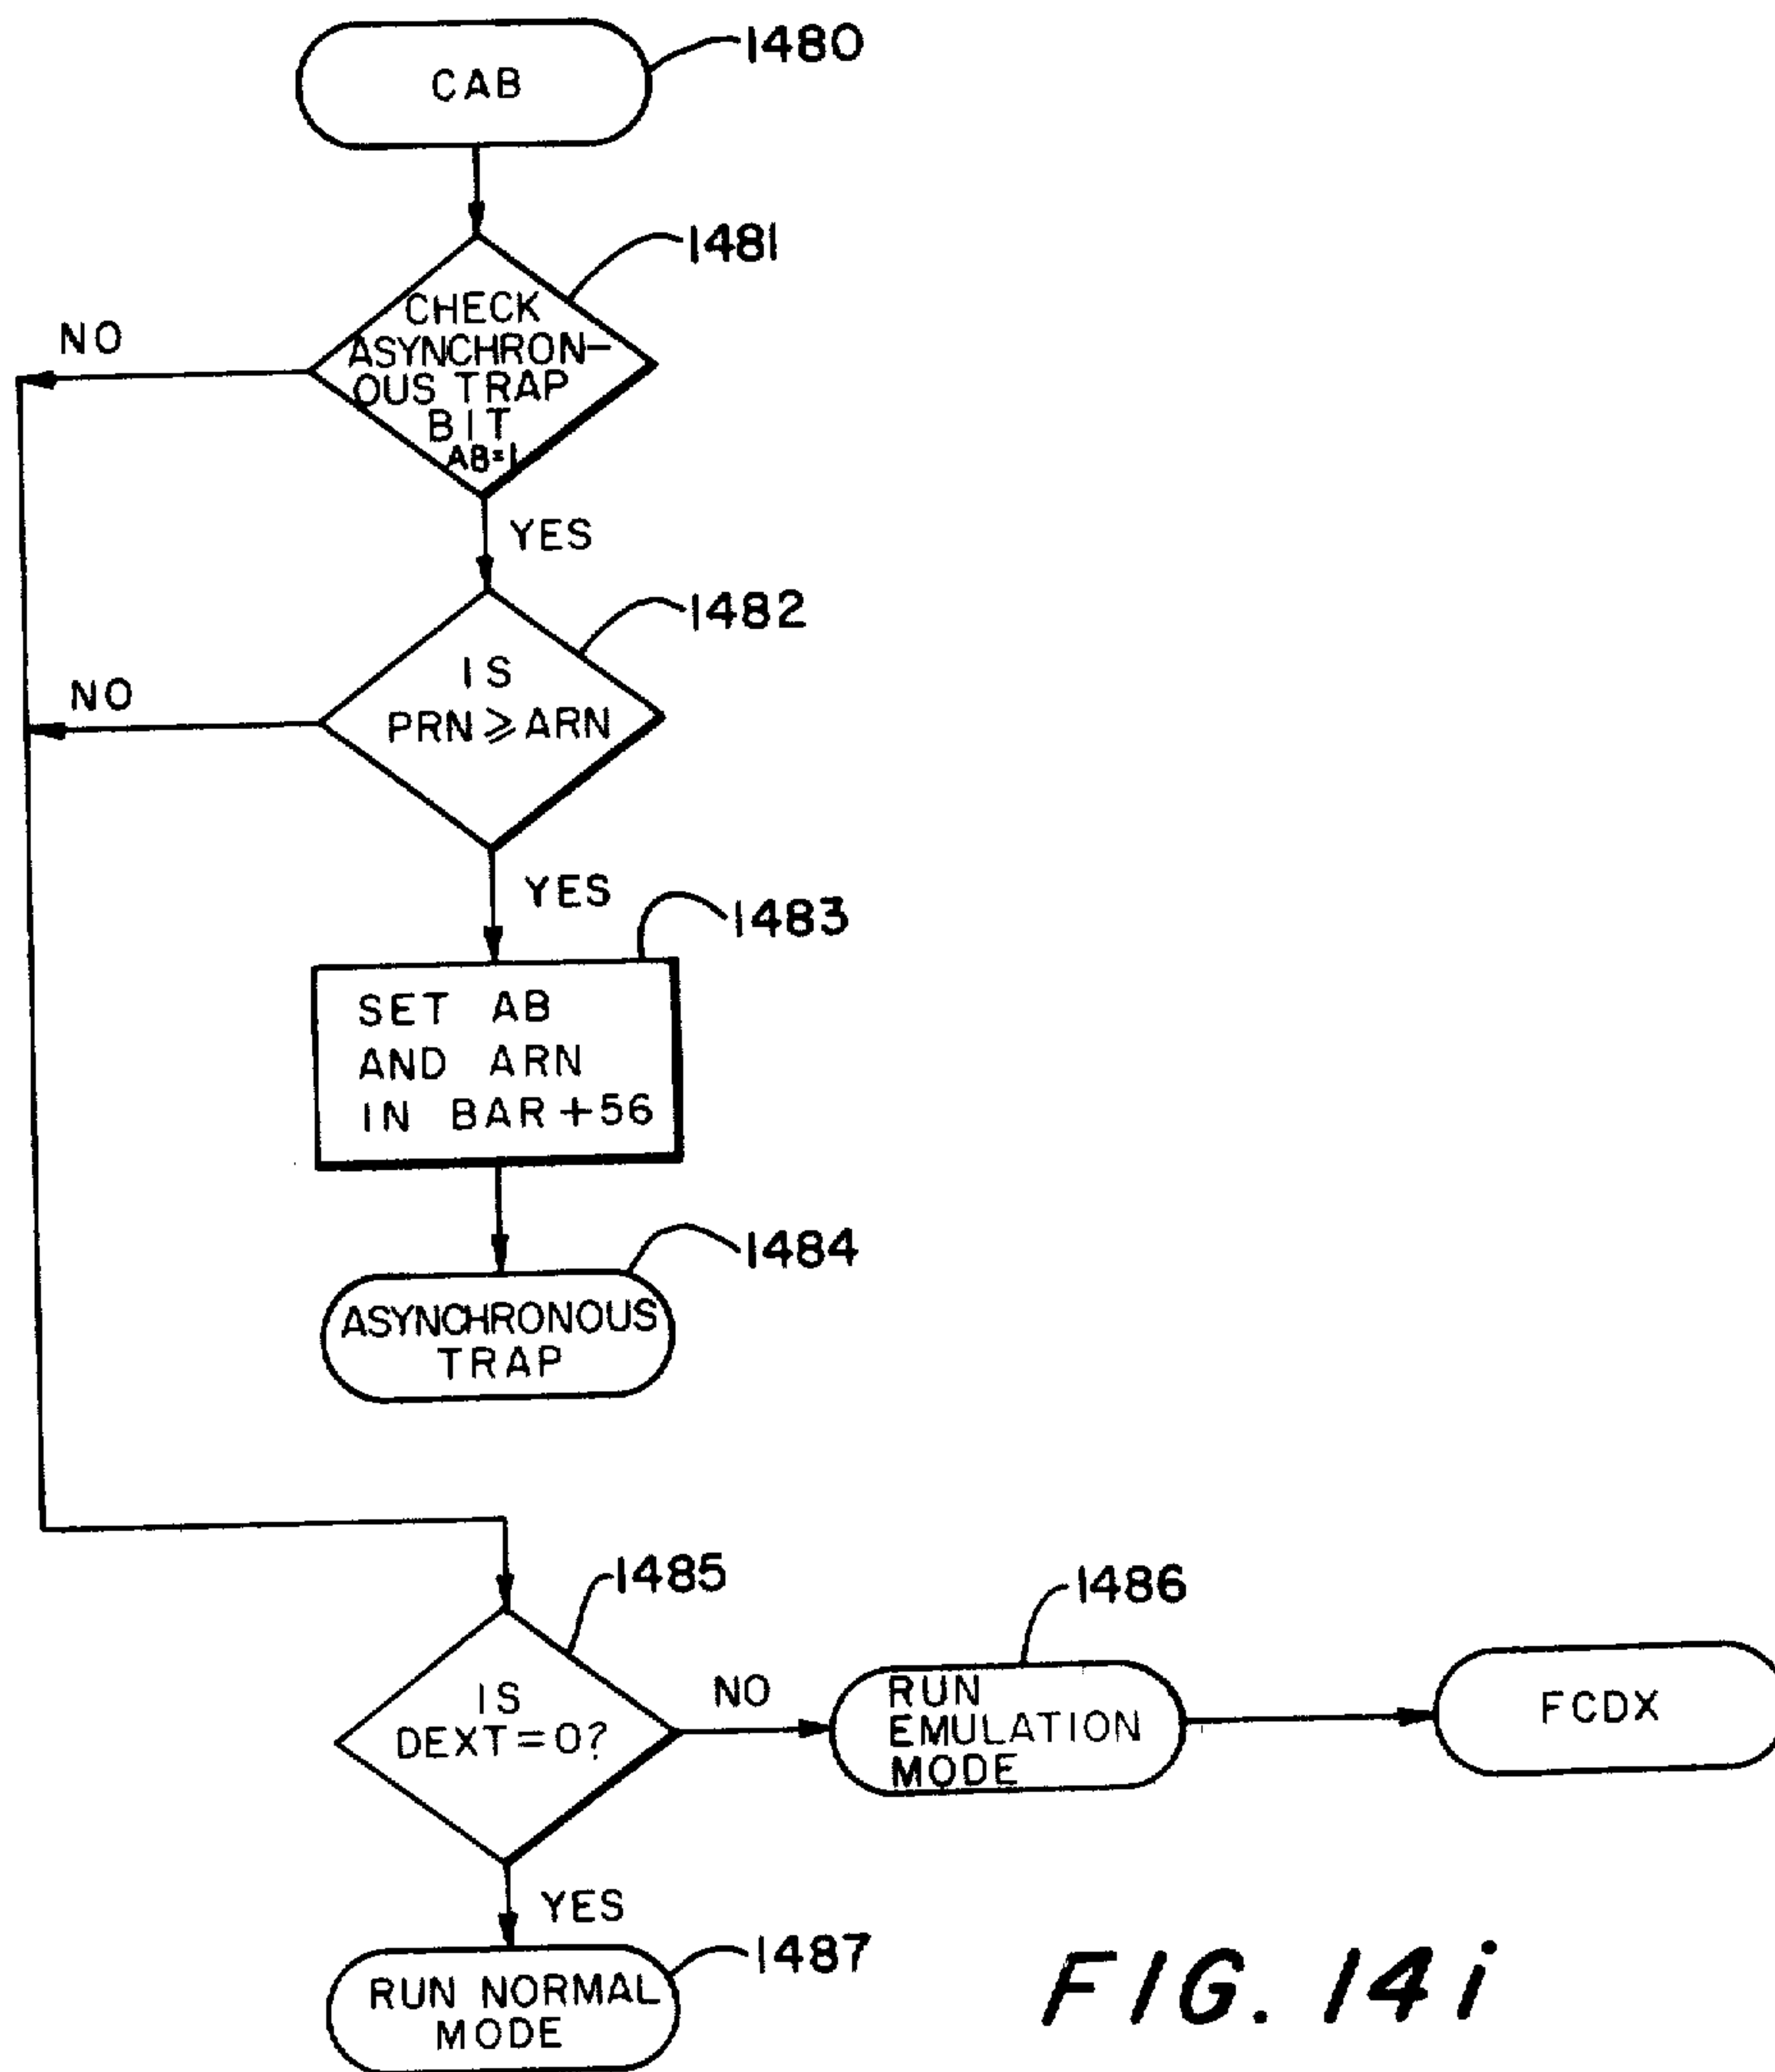 1480
CAB
1481
CHECK
ASYNCHRON-
OUS TRAP
BIT
AB=1
NO
YES
1482
IS
PRN ≥ ARN
NO
YES
1483
SET AB
AND ARN
IN BAR+56
1484
ASYNCHRONOUS
TRAP
1485
IS
DEXT=0?
NO
1486
RUN
EMULATION
MODE
FCDX
YES
1487
RUN NORMAL
MODE
FIG. 14i